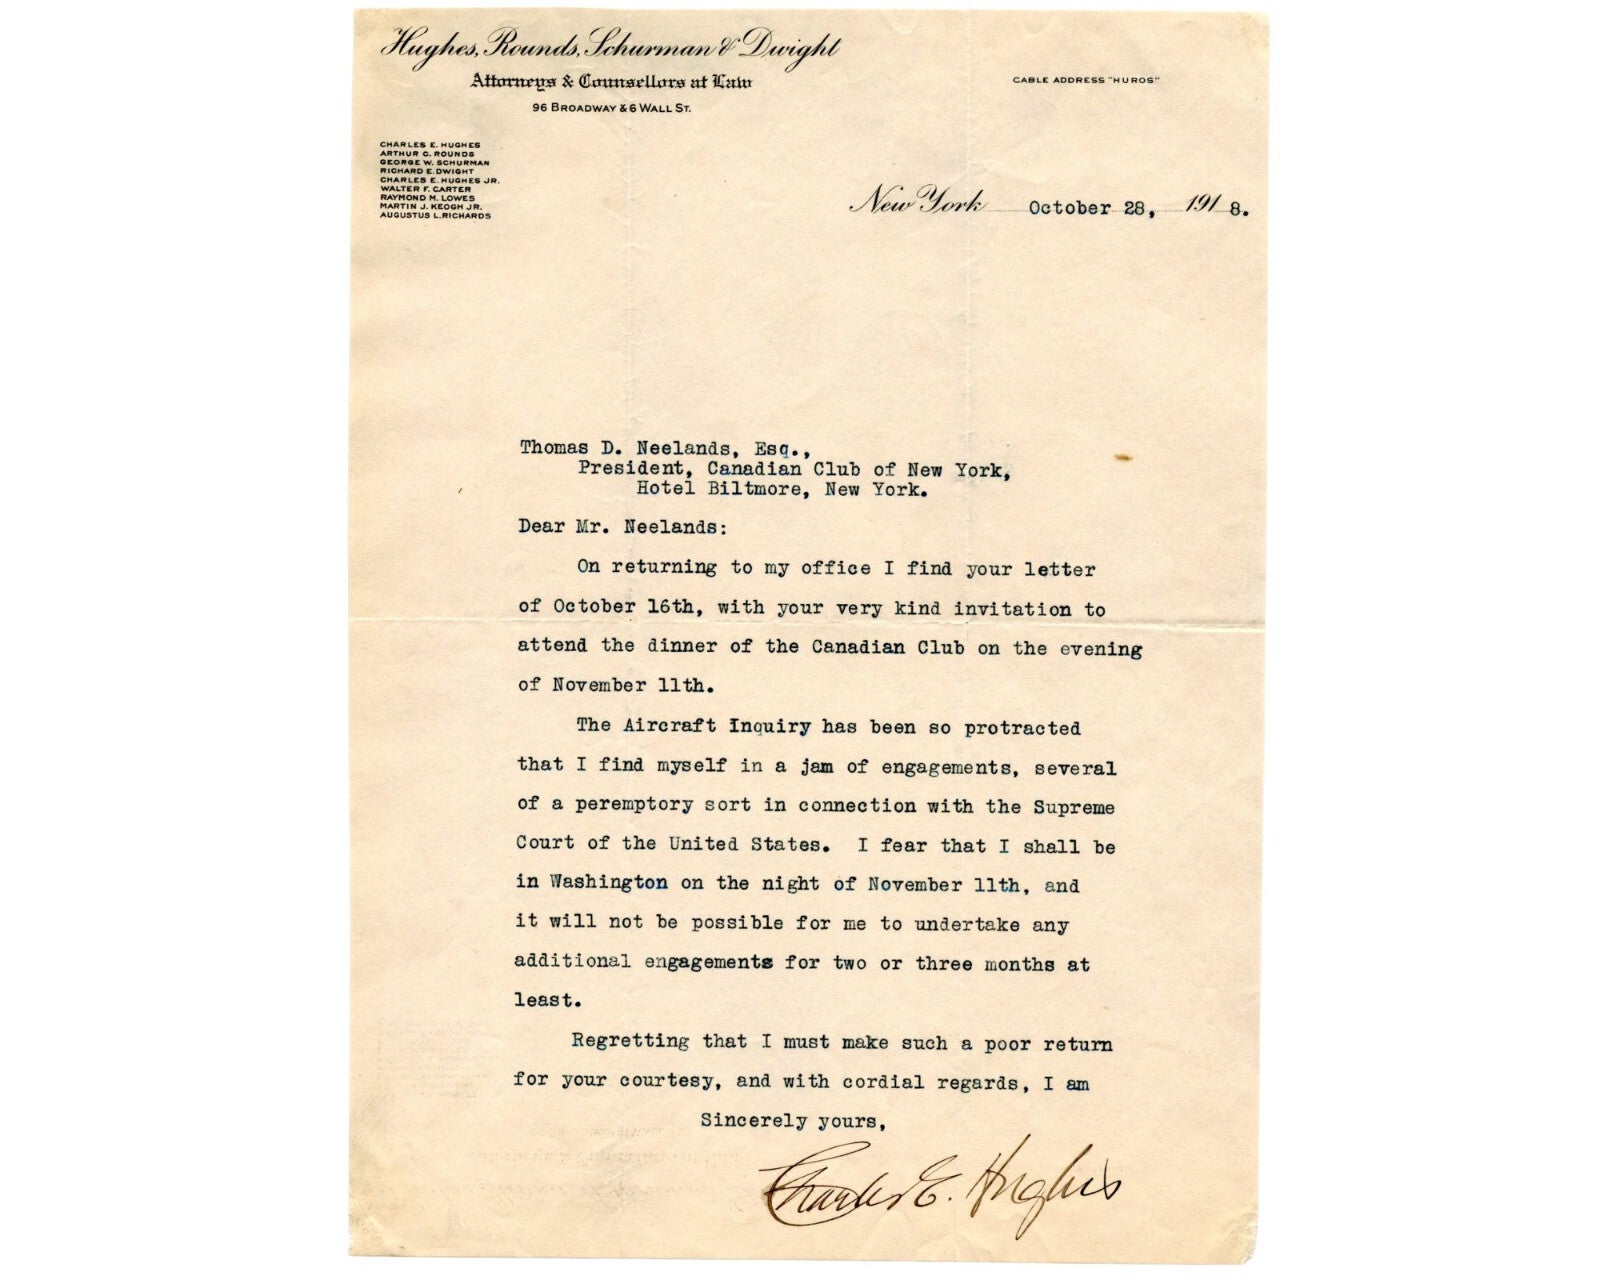 Hughes, Rounds, Schurman & Dwight
Attorneys & Counsellors at Law
96 BROADWAY & 6 WALL ST.
CABLE ADDRESS "HUROS"
CHARLES E. HUGHES
ARTHUR C. ROUNDS
GEORGE W. SCHURMAN
RICHARD E. DWIGHT
CHARLES E. HUGHES JR.
WALTER F. CARTER
RAYMOND M. LOWES
MARTIN J. KEOGH JR.
AUGUSTUS L. RICHARDS
New York October 28, 1918.
Thomas D. Neelands, Esq.,
President, Canadian Club of New York,
Hotel Biltmore, New York.
Dear Mr. Neelands:
On returning to my office I find your letter
of October 16th, with your very kind invitation to
attend the dinner of the Canadian Club on the evening
of November 11th.
The Aircraft Inquiry has been so protracted
that I find myself in a jam of engagements, several
of a peremptory sort in connection with the Supreme
Court of the United States. I fear that I shall be
in Washington on the night of November 11th, and
it will not be possible for me to undertake any
additional engagements for two or three months at
least.
Regretting that I must make such a poor return
for your courtesy, and with cordial regards, I am
Sincerely yours,
Charles E. Hughes